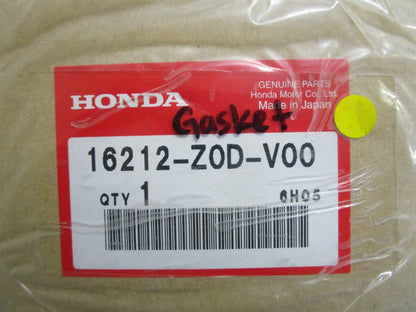 GENUINE PARTS
Honda Motor Co., Ltd.
HONDA Made in Japan
Gasket
16212-Z0D-V00
QTY 1 6H05